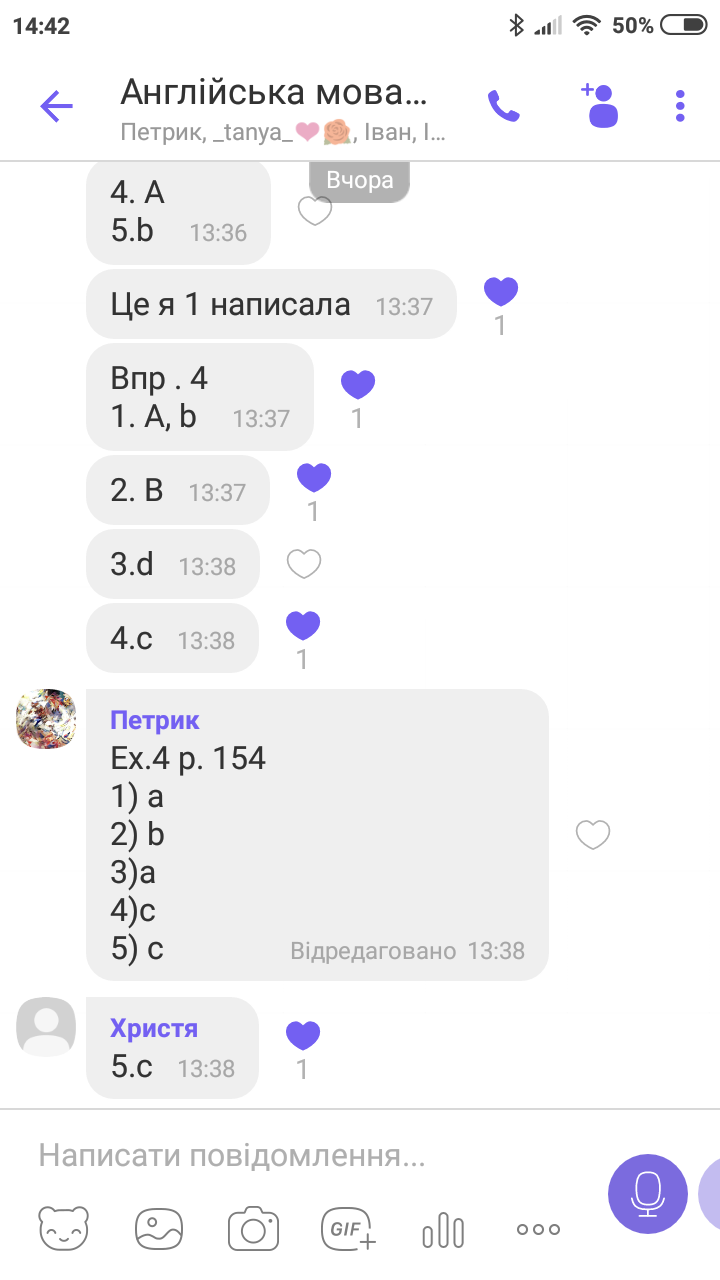 14:42
50%
Англійська мова...
Петрик, _tanya_❤🌹, Іван, І...
Вчора
4. A
5.b 13:36
Це я 1 написала 13:37
1
Впр . 4
1. A, b 13:37
1
2. B 13:37
1
3.d 13:38
4.c 13:38
1
Петрик
Ex.4 p. 154
1) a
2) b
3)a
4)c
5) c
Відредаговано 13:38
Христя
5.c 13:38
1
Написати повідомлення...
GIF